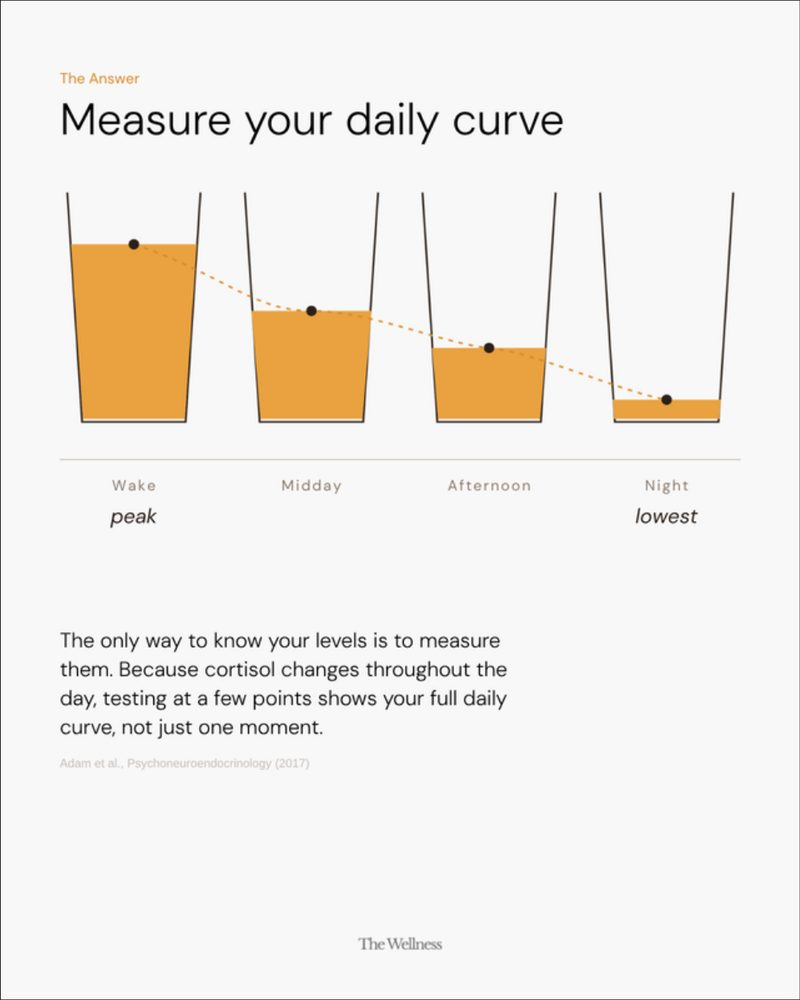 The Answer
Measure your daily curve
Wake
Midday
Afternoon
Night
peak
lowest
The only way to know your levels is to measure
them. Because cortisol changes throughout the
day, testing at a few points shows your full daily
curve, not just one moment.
Adam et al., Psychoneuroendocrinology (2017)
The Wellness